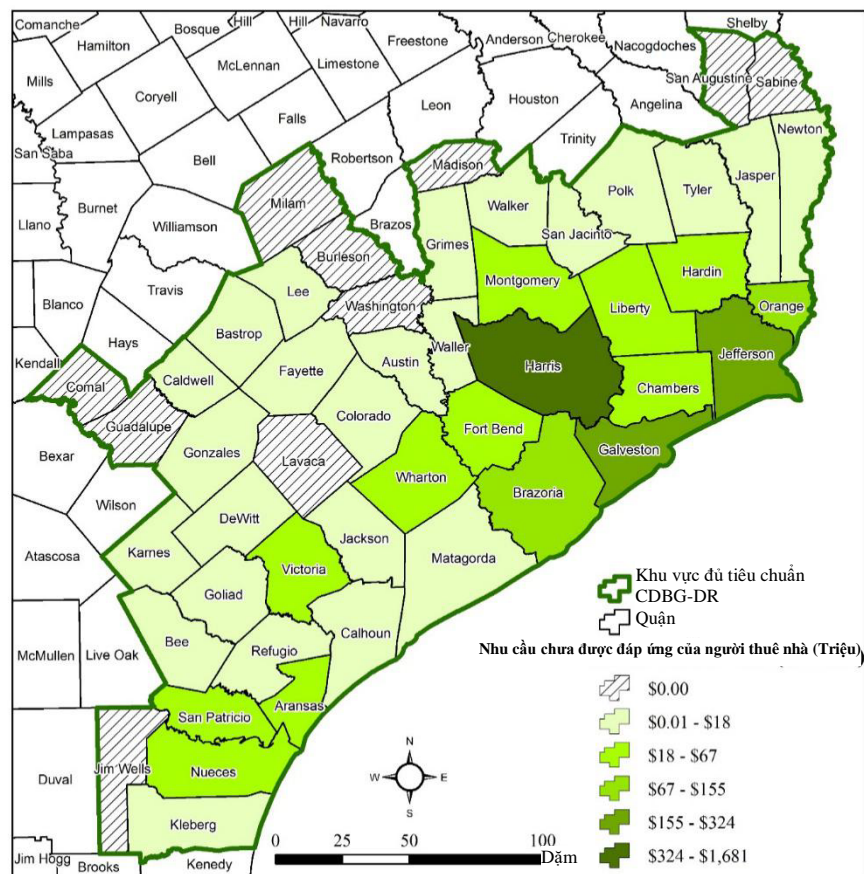 Comanche
Bosque
Hill
Hill
Navarro
Freestone
Anderson
Cherokee
Nacogdoches
Shelby
Hamilton
McLennan
Limestone
San Augustine
Sabine
Mills
Coryell
Leon
Houston
Angelina
Lampasas
Falls
Trinity
Newton
San Saba
Bell
Robertson
Madison
Jasper
Burnet
Milam
Polk
Tyler
Llano
Williamson
Brazos
Walker
Grimes
San Jacinto
Burleson
Travis
Lee
Montgomery
Hardin
Blanco
Washington
Liberty
Orange
Hays
Bastrop
Waller
Jefferson
Kendall
Austin
Harris
Caldwell
Fayette
Comal
Chambers
Guadalupe
Colorado
Fort Bend
Galveston
Bexar
Gonzales
Lavaca
Wharton
Brazoria
Wilson
DeWitt
Jackson
Atascosa
Karnes
Victoria
Matagorda
Goliad
Calhoun
McMullen
Live Oak
Bee
Refugio
Aransas
San Patricio
Duval
Jim Wells
Nueces
Kleberg
Jim Hogg
Brooks
Kenedy
Khu vực đủ tiêu chuẩn
CDBG-DR
Quận
Nhu cầu chưa được đáp ứng của người thuê nhà (Triệu)
$0.00
$0.01 - $18
$18 - $67
$67 - $155
$155 - $324
$324 - $1,681
N
W
E
S
0 25 50 100
Dặm